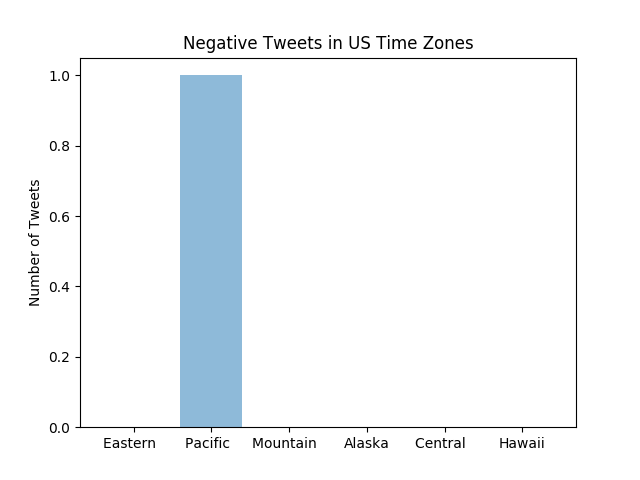 Negative Tweets in US Time Zones
Number of Tweets
1.0
0.8
0.6
0.4
0.2
0.0
Eastern Pacific Mountain Alaska Central Hawaii